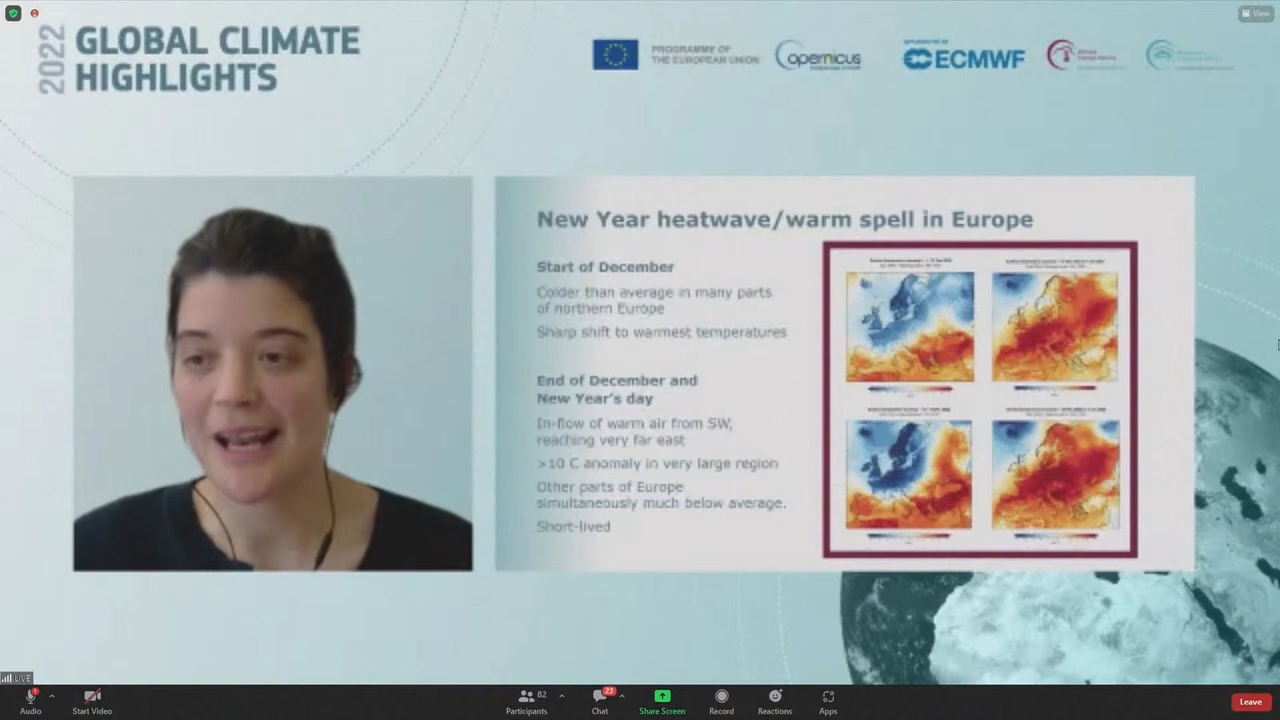 View
2022
GLOBAL CLIMATE
HIGHLIGHTS
PROGRAMME OF
THE EUROPEAN UNION
opernicus
IMPLEMENTED BY
ECMWF
New Year heatwave/warm spell in Europe
Start of December
Colder than average in many parts
of northern Europe
Sharp shift to warmest temperatures
End of December and
New Year's day
In-flow of warm air from SW,
reaching very far east
>10 C anomaly in very large region
Other parts of Europe
simultaneously much below average.
Short-lived
LIVE
Audio
Start Video
82
Participants
23
Chat
Share Screen
Record
Reactions
Apps
Leave